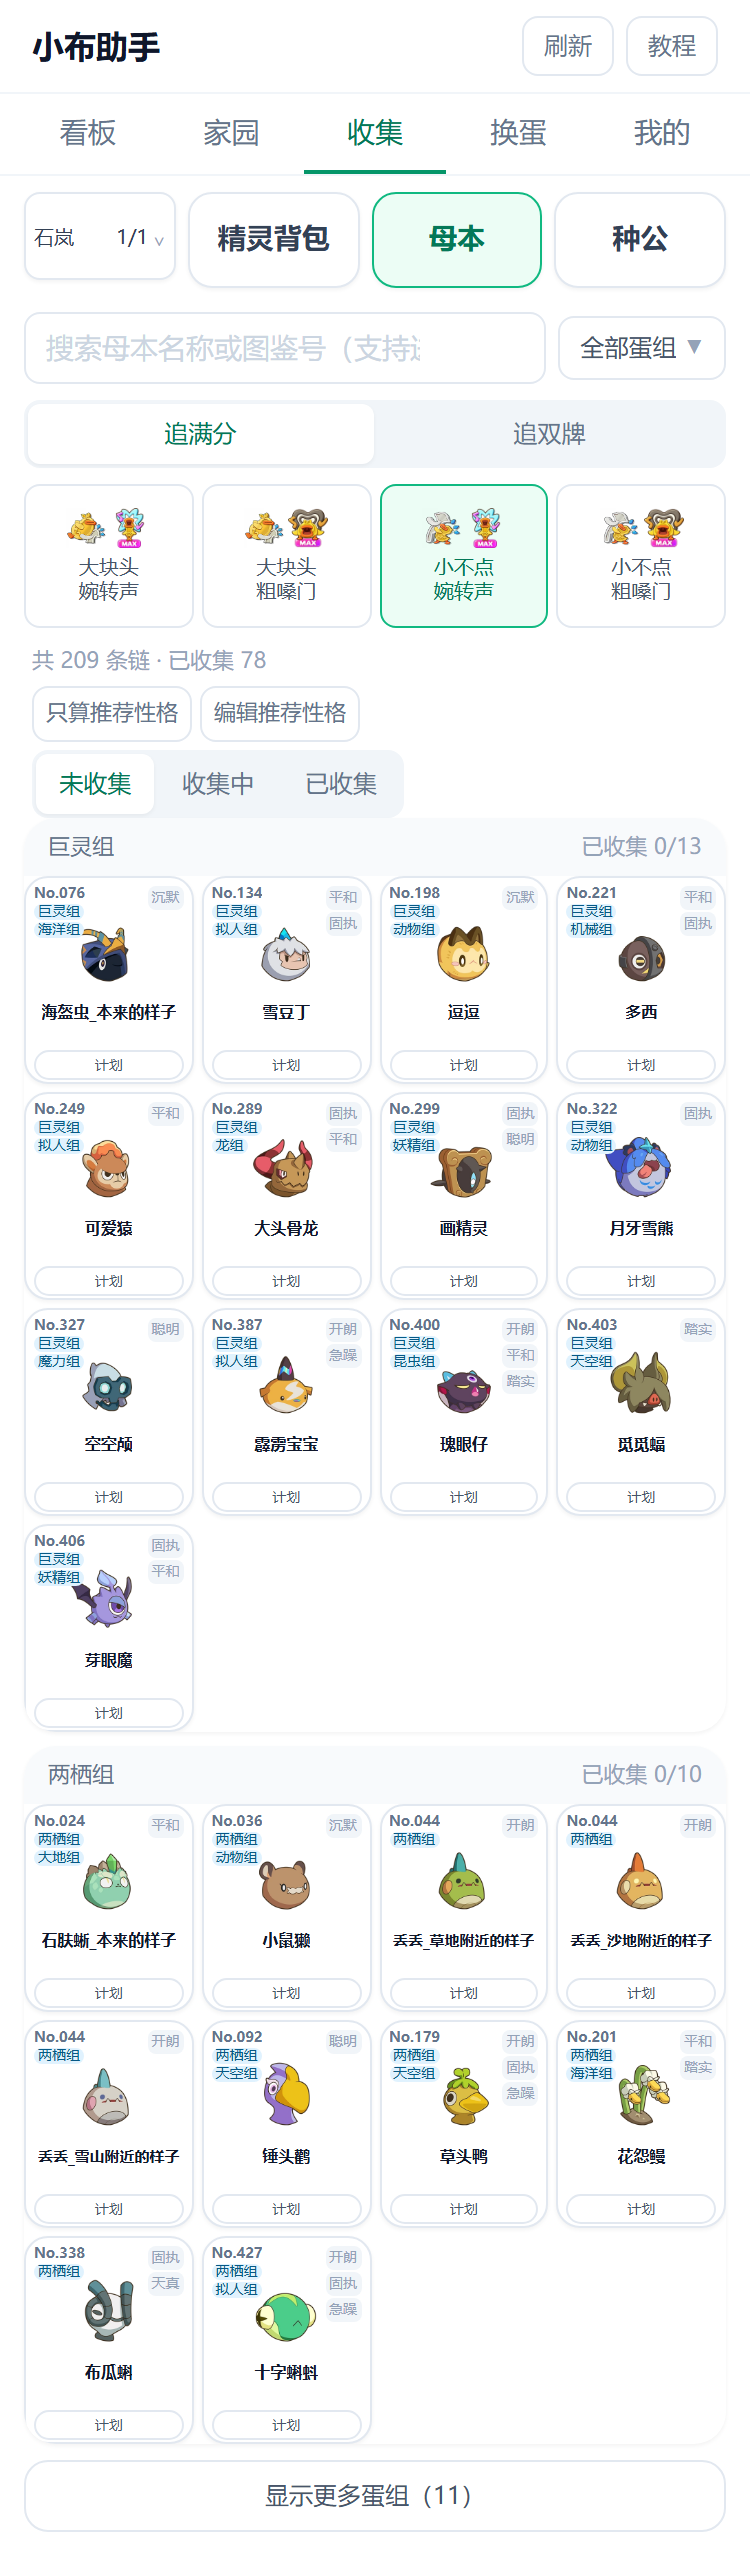 小布助手
刷新
教程
看板
家园
收集
换蛋
我的
石岚
1/1
精灵背包
母本
种公
搜索母本名称或图鉴号（支持
全部蛋组 ▼
追满分
追双牌
大块头
婉转声
大块头
粗嗓门
小不点
婉转声
小不点
粗嗓门
共 209 条链 · 已收集 78
只算推荐性格
编辑推荐性格
未收集
收集中
已收集
巨灵组
已收集 0/13
No.076
沉默
巨灵组
海洋组
海盔虫_本来的样子
计划
No.134
平和
巨灵组
固执
拟人组
雪豆丁
计划
No.198
沉默
巨灵组
动物组
逗逗
计划
No.221
平和
巨灵组
固执
机械组
多西
计划
No.249
平和
巨灵组
拟人组
可爱猿
计划
No.289
固执
巨灵组
平和
龙组
大头骨龙
计划
No.299
固执
巨灵组
聪明
妖精组
画精灵
计划
No.322
固执
巨灵组
动物组
月牙雪熊
计划
No.327
聪明
巨灵组
魔力组
空空颅
计划
No.387
开朗
巨灵组
急躁
拟人组
霹雳宝宝
计划
No.400
开朗
巨灵组
平和
昆虫组
踏实
瑰眼仔
计划
No.403
踏实
巨灵组
天空组
觅觅蝠
计划
No.406
固执
巨灵组
平和
妖精组
芽眼魔
计划
两栖组
已收集 0/10
No.024
平和
两栖组
大地组
石肤蜥_本来的样子
计划
No.036
沉默
两栖组
动物组
小鼠獭
计划
No.044
开朗
两栖组
丢丢_草地附近的样子
计划
No.044
开朗
两栖组
丢丢_沙地附近的样子
计划
No.044
开朗
两栖组
丢丢_雪山附近的样子
计划
No.092
聪明
两栖组
天空组
锤头鹳
计划
No.179
开朗
两栖组
固执
天空组
急躁
草头鸭
计划
No.201
平和
两栖组
踏实
海洋组
花怨鳗
计划
No.338
固执
两栖组
天真
布瓜蝌
计划
No.427
开朗
两栖组
固执
拟人组
急躁
十字蝌蚪
计划
显示更多蛋组（11）